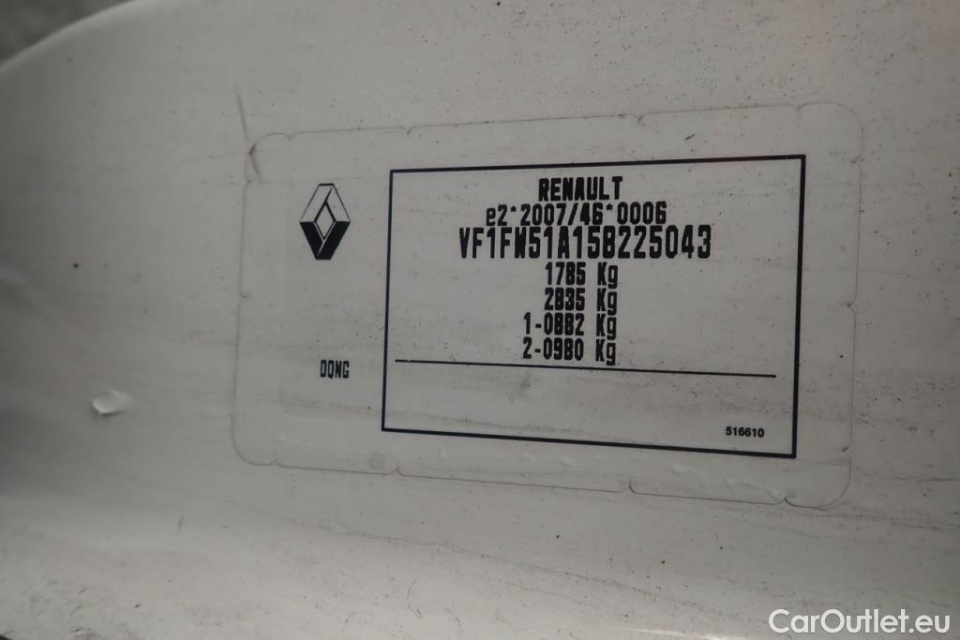 RENAULT
e2*2007/46*0006
VF1FW51A158225043
1785 Kg
2835 Kg
1-0882 Kg
2-0980 Kg
DQNG
516610
CarOutlet.eu